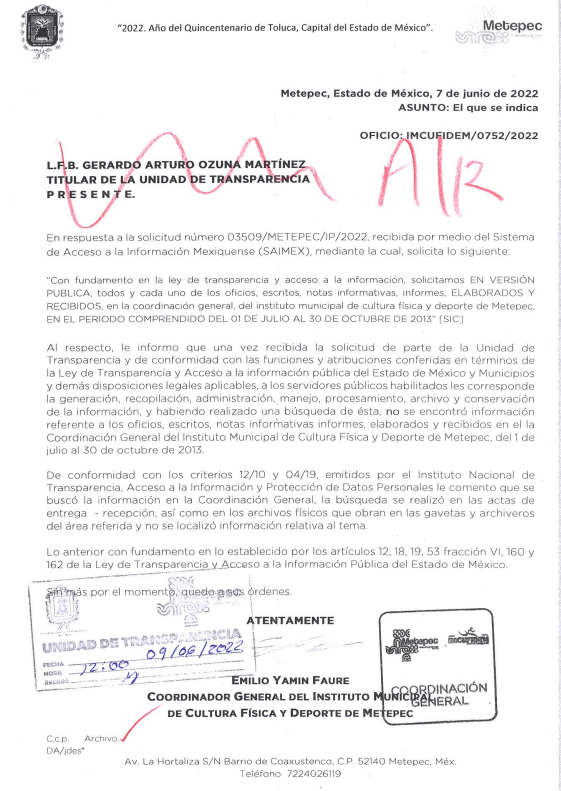 "2022. Año del Quincentenario de Toluca, Capital del Estado de México".
Metepec
Metepec, Estado de México, 7 de junio de 2022
ASUNTO: El que se indica
OFICIO: IMCUFIDEM/0752/2022
A/R
L.F.B. GERARDO ARTURO OZUNA MARTÍNEZ
TITULAR DE LA UNIDAD DE TRANSPARENCIA
P R E S E N T E.
En respuesta a la solicitud número 03509/METEPEC/IP/2022, recibida por medio del Sistema
de Acceso a la Información Mexiquense (SAIMEX), mediante la cual, solicita lo siguiente:
"Con fundamento en la ley de transparencia y acceso a la información, solicitamos EN VERSIÓN
PUBLICA, todos y cada uno de los oficios, escritos, notas informativas, informes, ELABORADOS Y
RECIBIDOS, en la coordinación general, del instituto municipal de cultura física y deporte de Metepec,
EN EL PERIODO COMPRENDIDO DEL 01 DE JULIO AL 30 DE OCTUBRE DE 2013" [SIC]
Al respecto, le informo que una vez recibida la solicitud de parte de la Unidad de
Transparencia y de conformidad con las funciones y atribuciones conferidas en términos de
la Ley de Transparencia y Acceso a la información pública del Estado de México y Municipios
y demás disposiciones legales aplicables, a los servidores públicos habilitados les corresponde
la generación, recopilación, administración, manejo, procesamiento, archivo y conservación
de la información, y habiendo realizado una búsqueda de ésta, no se encontró información
referente a los oficios, escritos, notas informativas informes, elaborados y recibidos en el la
Coordinación General del Instituto Municipal de Cultura Física y Deporte de Metepec, del 1 de
julio al 30 de octubre de 2013.
De conformidad con los criterios 12/10 y 04/19, emitidos por el Instituto Nacional de
Transparencia, Acceso a la Información y Protección de Datos Personales le comento que se
buscó la información en la Coordinación General, la búsqueda se realizó en las actas de
entrega - recepción, así como en los archivos físicos que obran en las gavetas y archiveros
del área referida y no se localizó información relativa al tema.
Lo anterior con fundamento en lo establecido por los artículos 12, 18, 19, 53 fracción VI, 160 y
162 de la Ley de Transparencia y Acceso a la Información Pública del Estado de México.
Sin más por el momento, quedo a sus órdenes.
ATENTAMENTE
UNIDAD DE TRANSPARENCIA
FECHA 09/06/2022
HORA 12:00
RECIBIÓ
Metepec
COORDINACIÓN
GENERAL
EMILIO YAMIN FAURE
COORDINADOR GENERAL DEL INSTITUTO MUNICIPAL
DE CULTURA FÍSICA Y DEPORTE DE METEPEC
C.c.p. Archivo.
DA/jdes*
Av. La Hortaliza S/N Barrio de Coaxustenco, C.P. 52140 Metepec, Méx.
Teléfono 7224026119